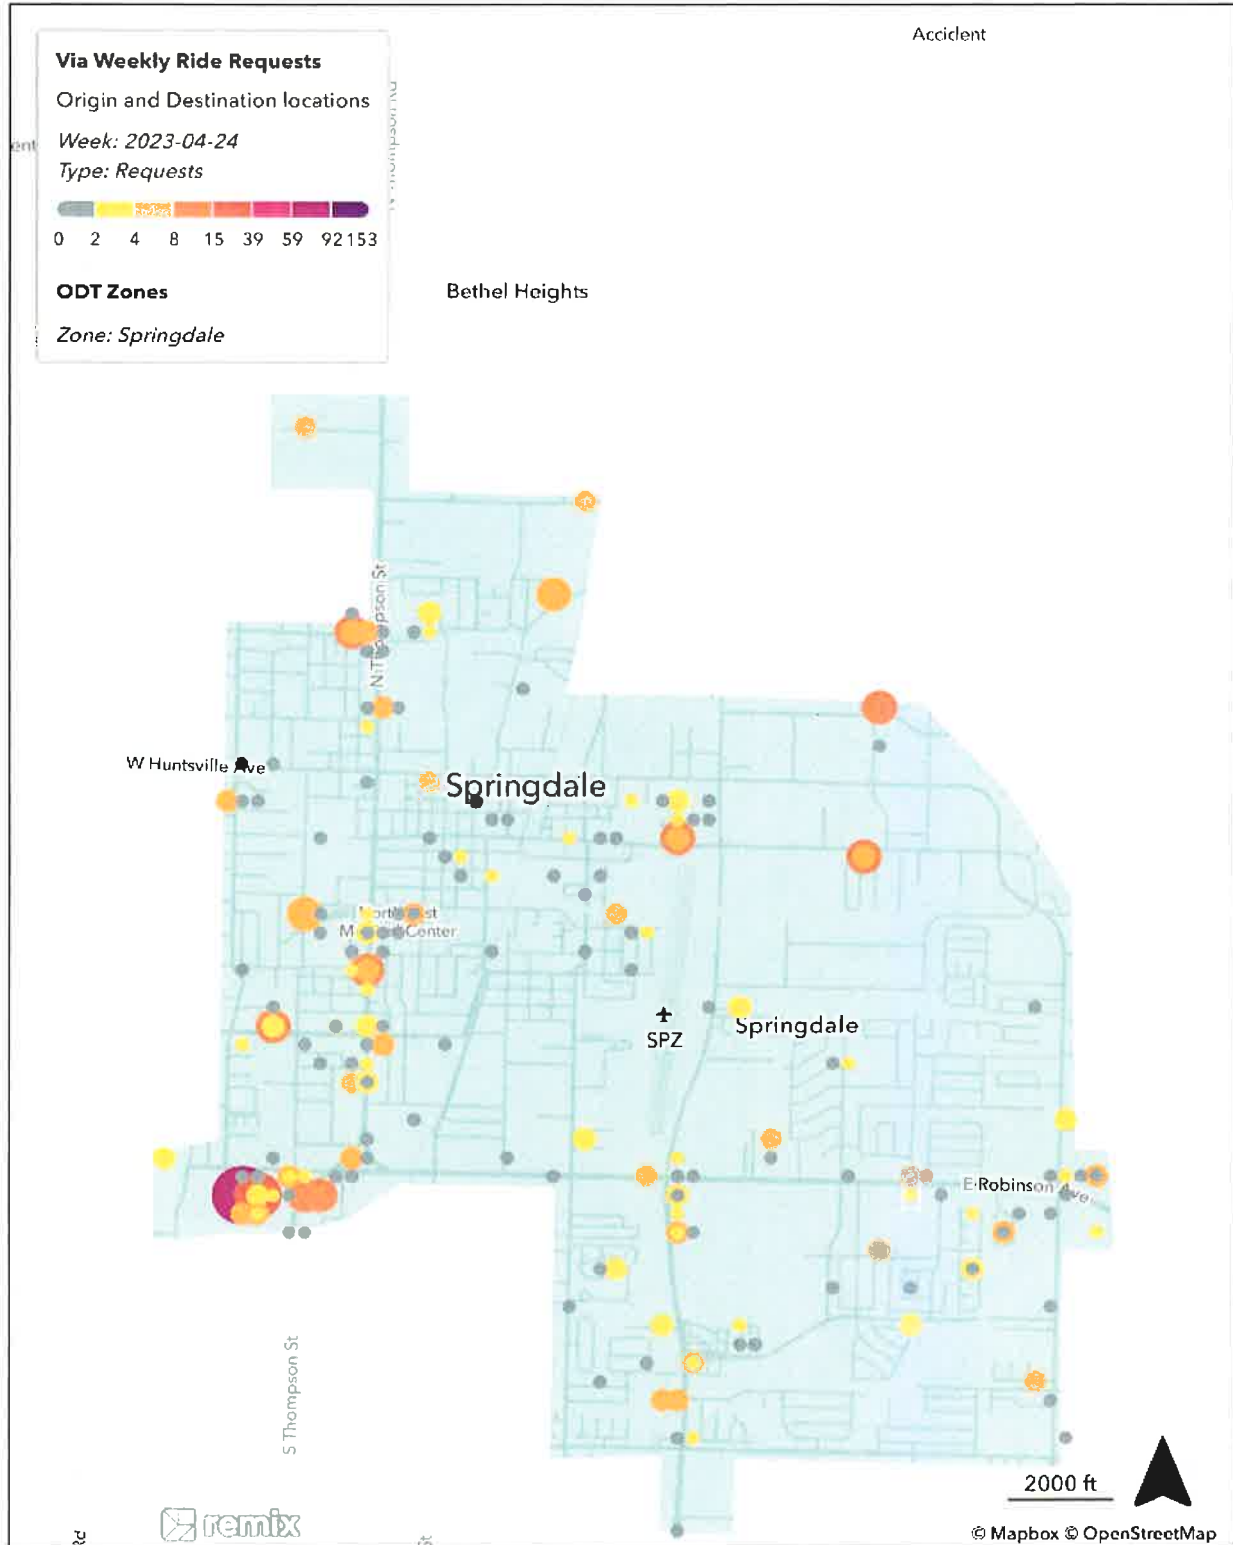 Accident
Via Weekly Ride Requests
Origin and Destination locations
Week: 2023-04-24
Type: Requests
0 2 4 8 15 39 59 92 153
ODT Zones
Zone: Springdale
Bethel Heights
N Thompson St
W Huntsville Ave
Springdale
Center
SPZ
Springdale
E Robinson Ave
S Thompson St
2000 ft
remix
© Mapbox © OpenStreetMap